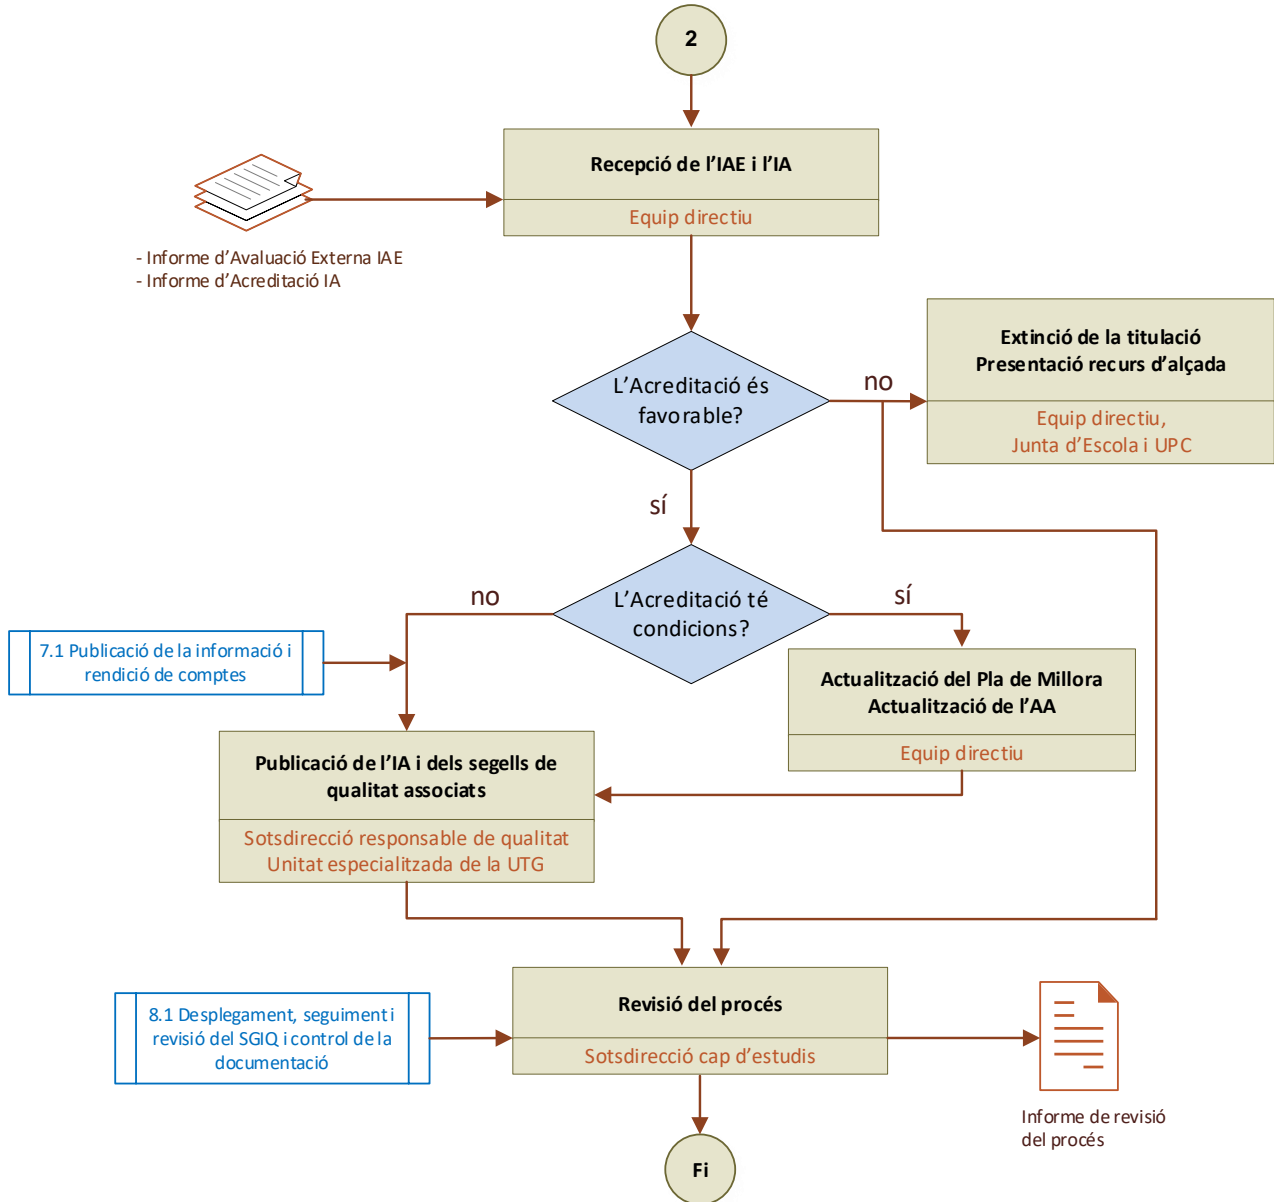 2
Recepció de l’IAE i l’IA
Equip directiu
- Informe d’Avaluació Externa IAE
- Informe d’Acreditació IA
L’Acreditació és
favorable?
no
Extinció de la titulació
Presentació recurs d’alçada
Equip directiu,
Junta d’Escola i UPC
sí
L’Acreditació té
condicions?
no
sí
7.1 Publicació de la informació i
rendició de comptes
Actualització del Pla de Millora
Actualització de l’AA
Equip directiu
Publicació de l’IA i dels segells de
qualitat associats
Sotsdirecció responsable de qualitat
Unitat especialitzada de la UTG
8.1 Desplegament, seguiment i
revisió del SGIQ i control de la
documentació
Revisió del procés
Sotsdirecció cap d’estudis
Informe de revisió
del procés
Fi